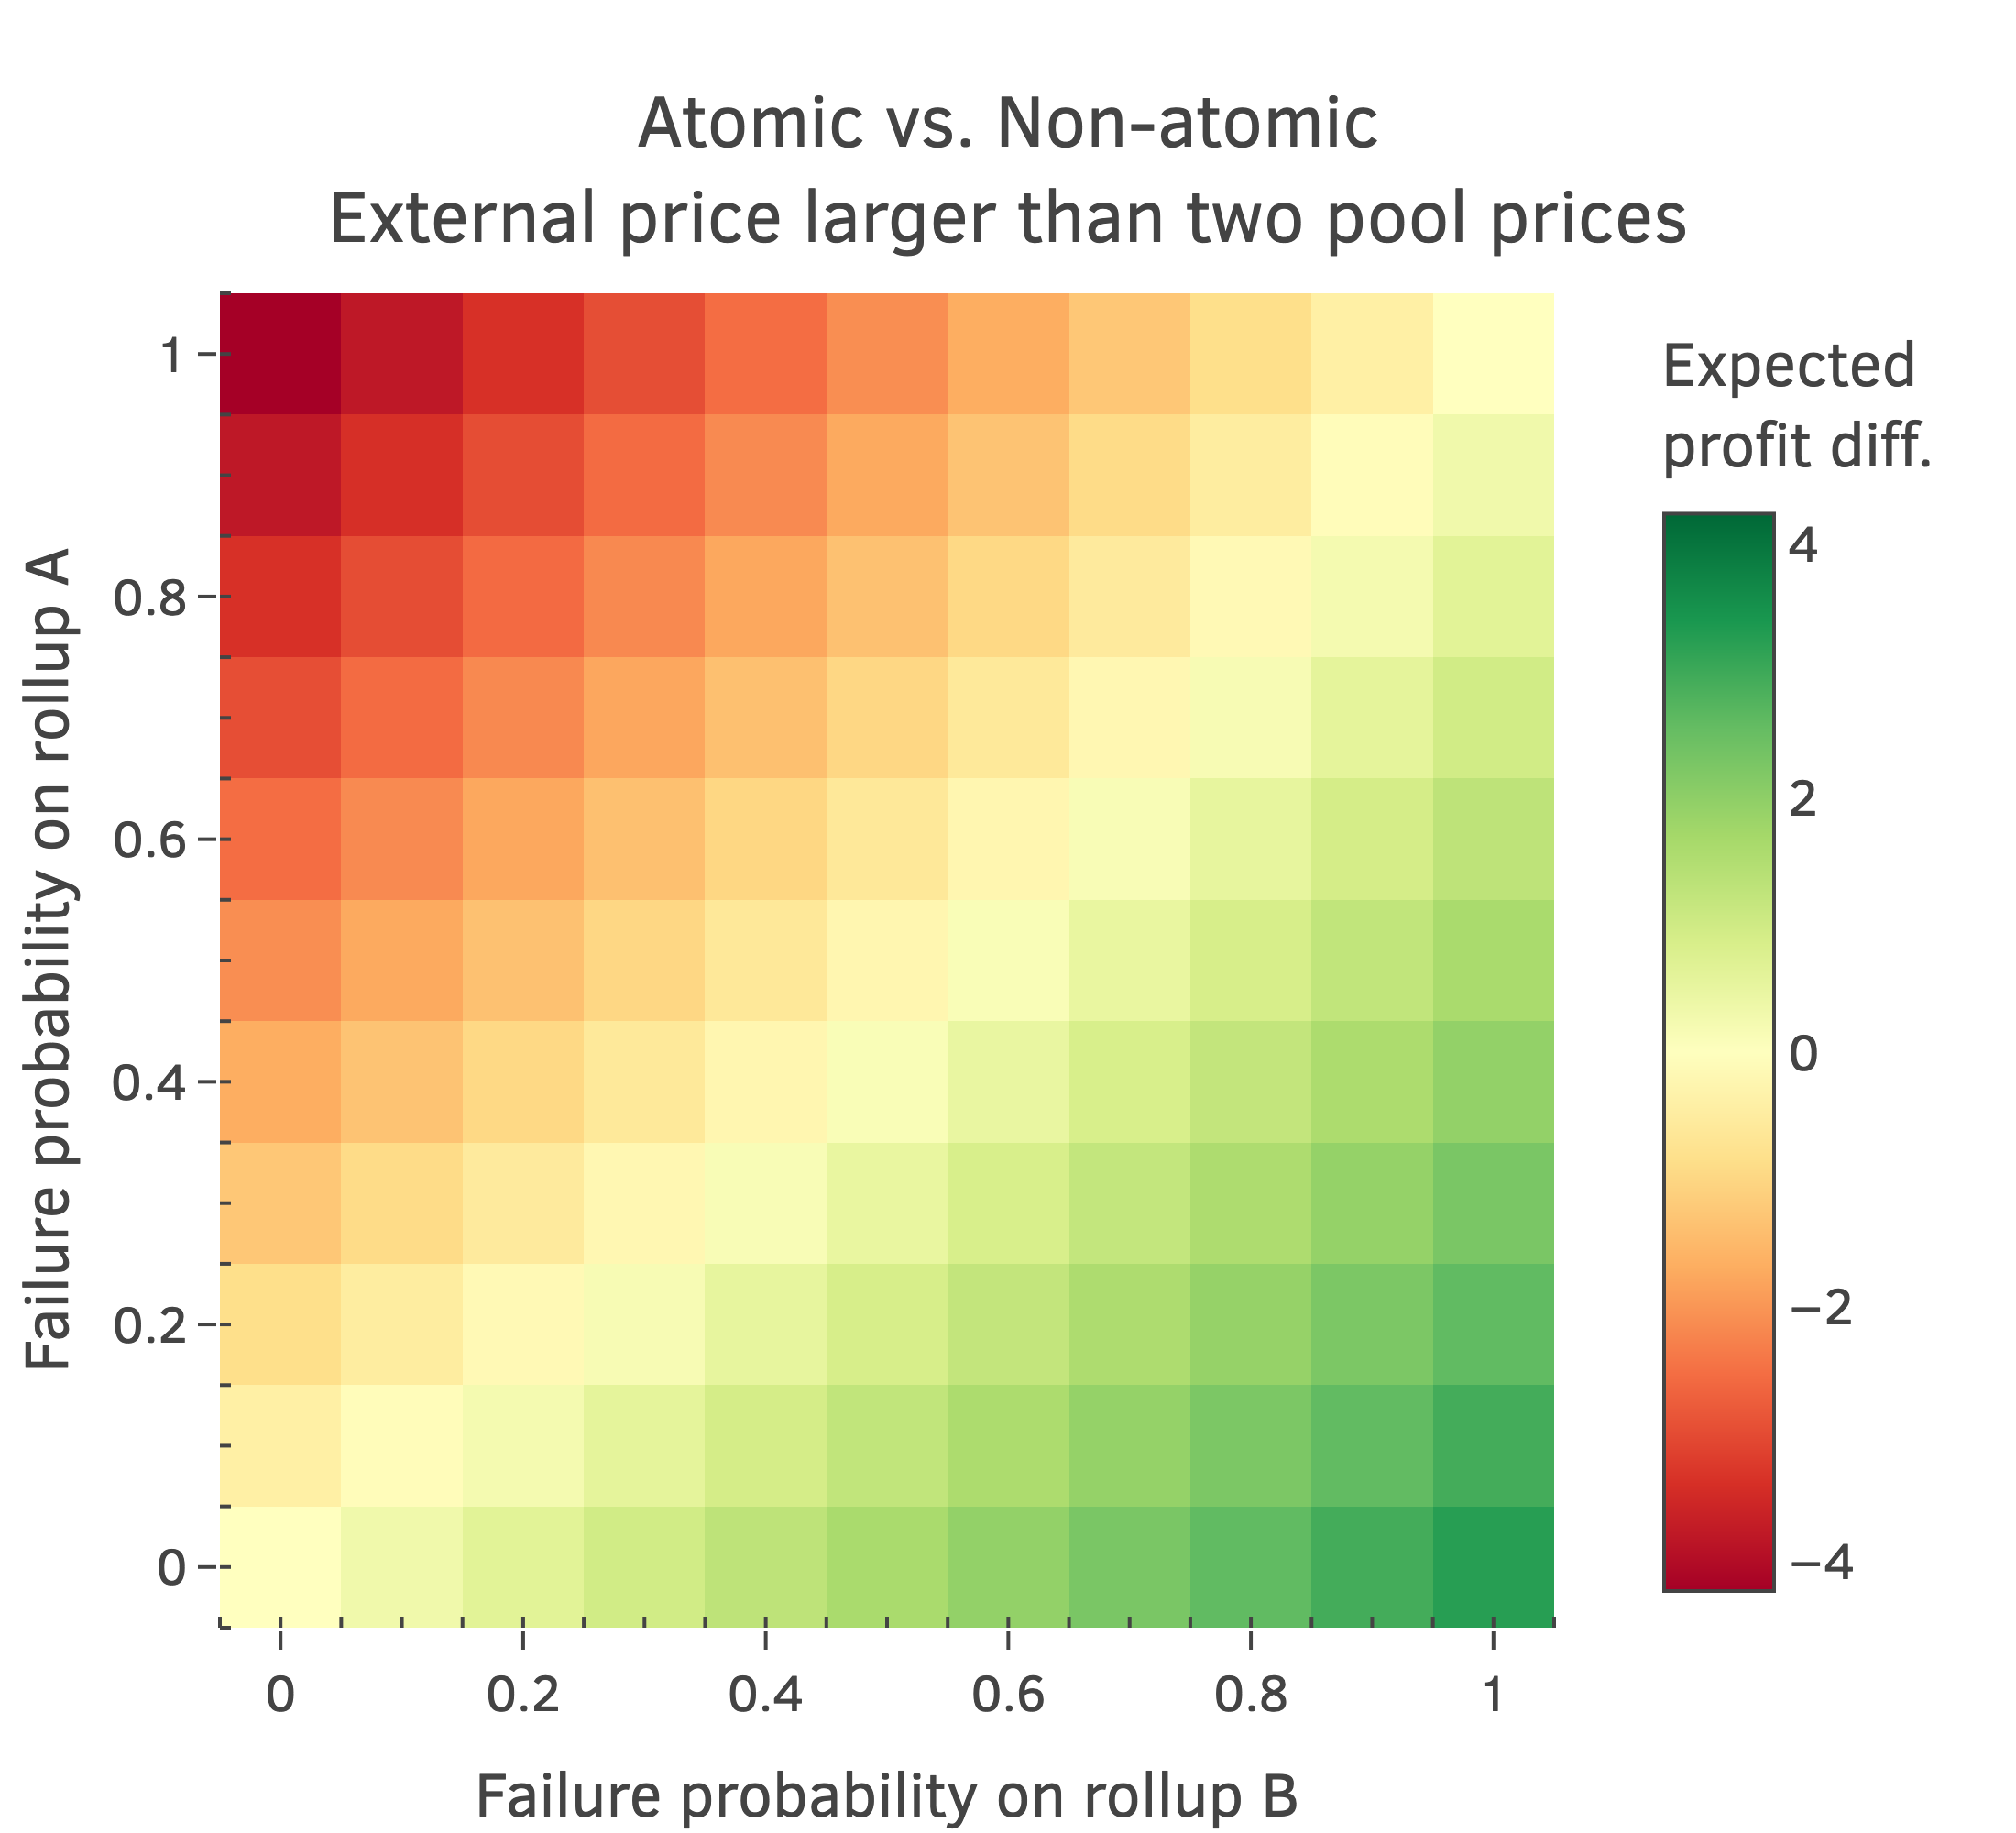 Atomic vs. Non-atomic
External price larger than two pool prices
Expected
profit diff.
4
2
0
−2
−4
Failure probability on rollup A
1
0.8
0.6
0.4
0.2
0
0 0.2 0.4 0.6 0.8 1
Failure probability on rollup B